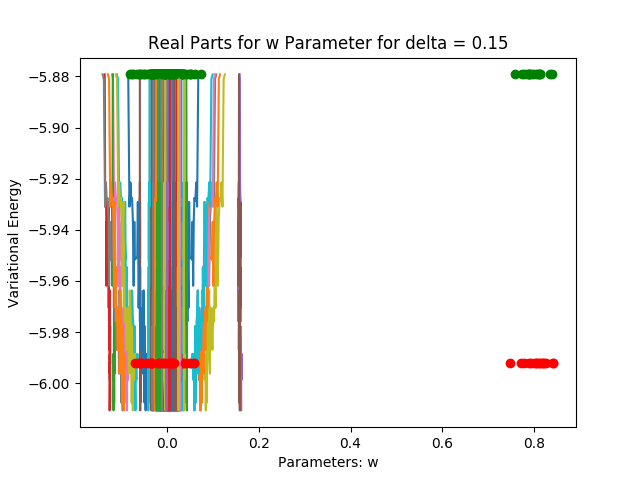 Real Parts for w Parameter for delta = 0.15
Variational Energy
−5.88
−5.90
−5.92
−5.94
−5.96
−5.98
−6.00
0.0 0.2 0.4 0.6 0.8
Parameters: w